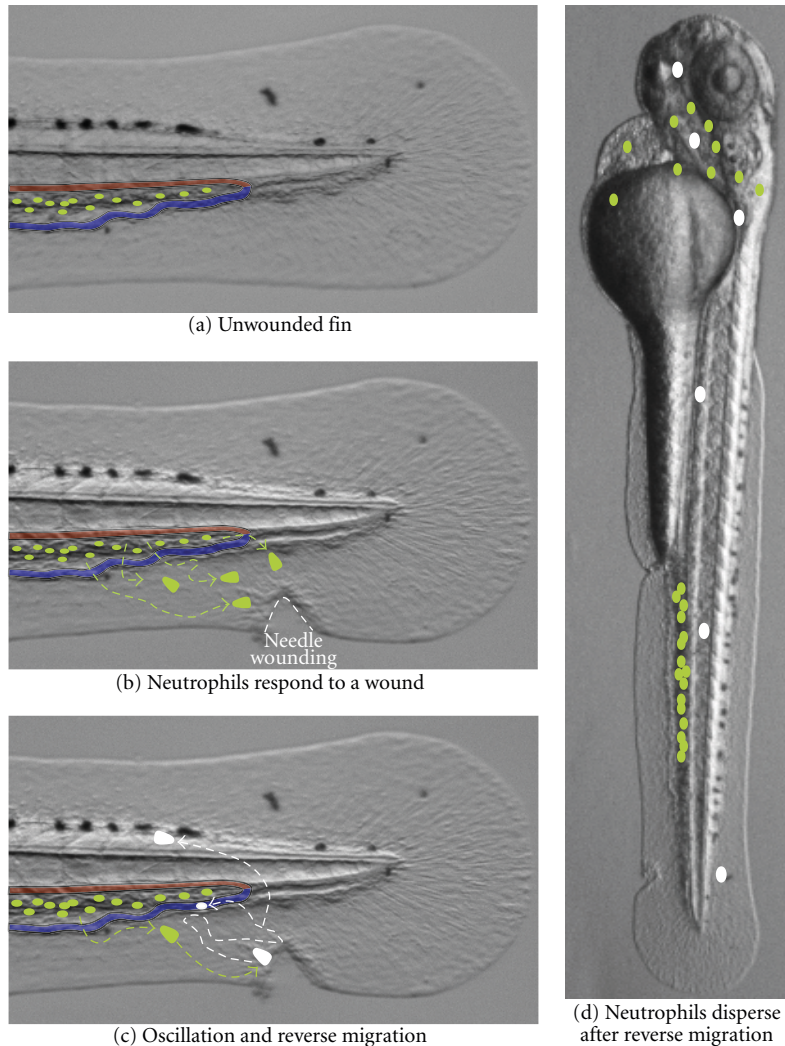 (a) Unwounded fin
Needle
wounding
(b) Neutrophils respond to a wound
(c) Oscillation and reverse migration
(d) Neutrophils disperse
after reverse migration